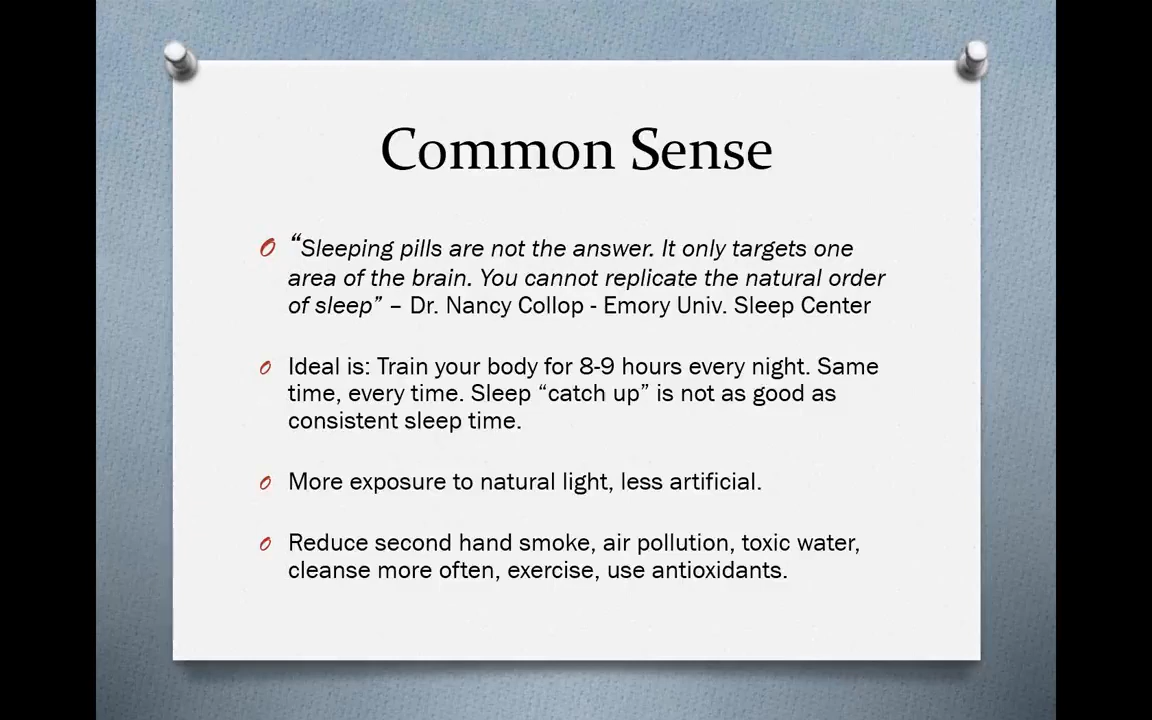 Common Sense
“Sleeping pills are not the answer. It only targets one
area of the brain. You cannot replicate the natural order
of sleep” – Dr. Nancy Collop - Emory Univ. Sleep Center
Ideal is: Train your body for 8-9 hours every night. Same
time, every time. Sleep “catch up” is not as good as
consistent sleep time.
More exposure to natural light, less artificial.
Reduce second hand smoke, air pollution, toxic water,
cleanse more often, exercise, use antioxidants.